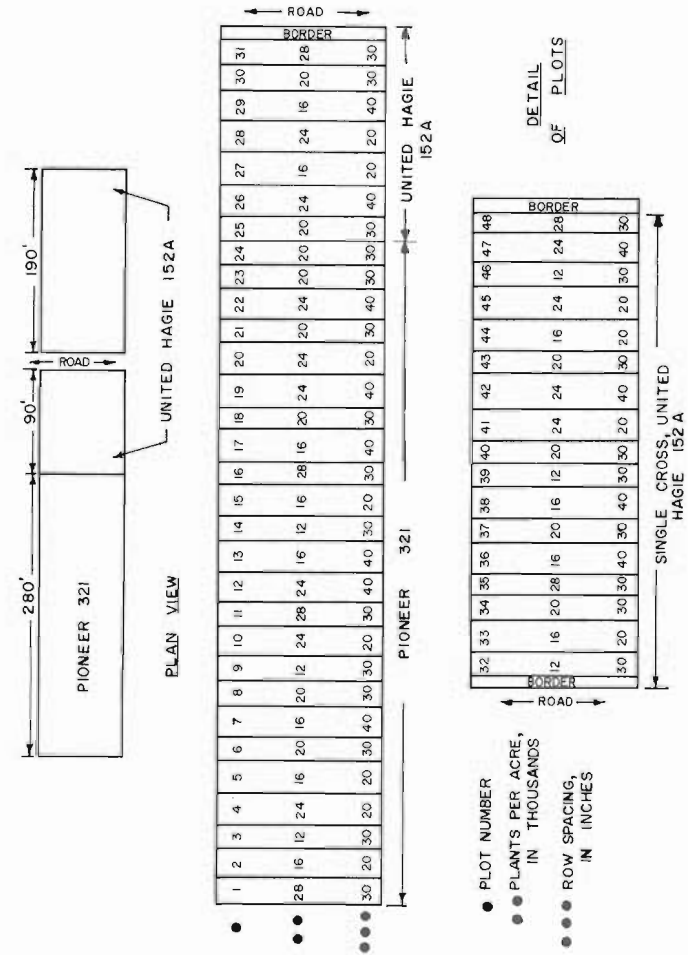 280'
90'
ROAD
190'
PIONEER 321
UNITED HAGIE 152A
PLAN VIEW
BORDER
ROAD
1 2 3 4 5 6 7 8 9 10 11 12 13 14 15 16 17 18 19 20 21 22 23 24 25 26 27 28 29 30 31
28 16 12 24 16 20 16 20 12 24 28 24 16 12 16 28 16 20 24 24 20 24 20 20 20 24 16 24 16 20 28
30 20 30 20 20 30 40 30 30 20 30 40 40 30 20 30 40 30 40 20 30 40 30 30 30 40 20 20 40 30 30
PIONEER 321
UNITED HAGIE
152A
DETAIL
OF PLOTS
ROAD
BORDER
32 33 34 35 36 37 38 39 40 41 42 43 44 45 46 47 48
12 16 20 28 16 20 16 12 20 24 24 20 16 24 12 24 28
30 20 30 30 40 30 40 30 30 20 40 30 20 20 30 40 30
BORDER
SINGLE CROSS, UNITED
HAGIE 152 A
● PLOT NUMBER
●● PLANTS PER ACRE,
IN THOUSANDS
●●● ROW SPACING,
IN INCHES